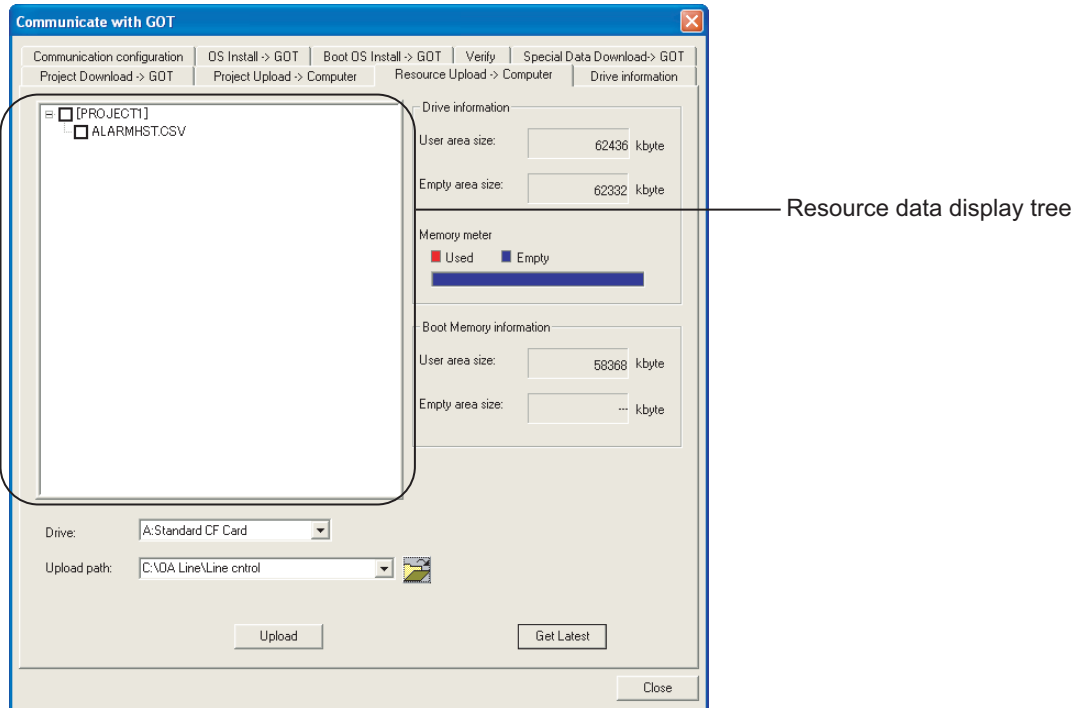 Communicate with GOT
Communication configuration OS Install -> GOT Boot OS Install -> GOT Verify Special Data Download-> GOT
Project Download -> GOT Project Upload -> Computer Resource Upload -> Computer Drive information
[PROJECT1]
ALARMHST.CSV
Drive information
User area size: 62436 kbyte
Empty area size: 62332 kbyte
Resource data display tree
Memory meter
Used Empty
Boot Memory information
User area size: 58368 kbyte
Empty area size: --- kbyte
Drive: A:Standard CF Card
Upload path: C:\OA Line\Line cntrol
Upload Get Latest
Close